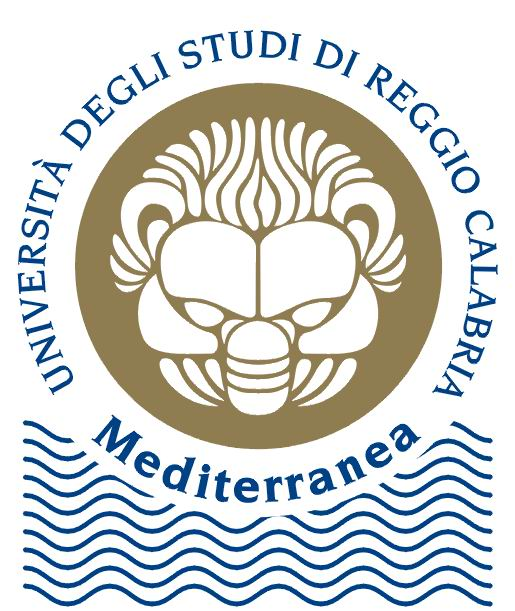 UNIVERSITÀ DEGLI STUDI DI REGGIO CALABRIA
Mediterranea